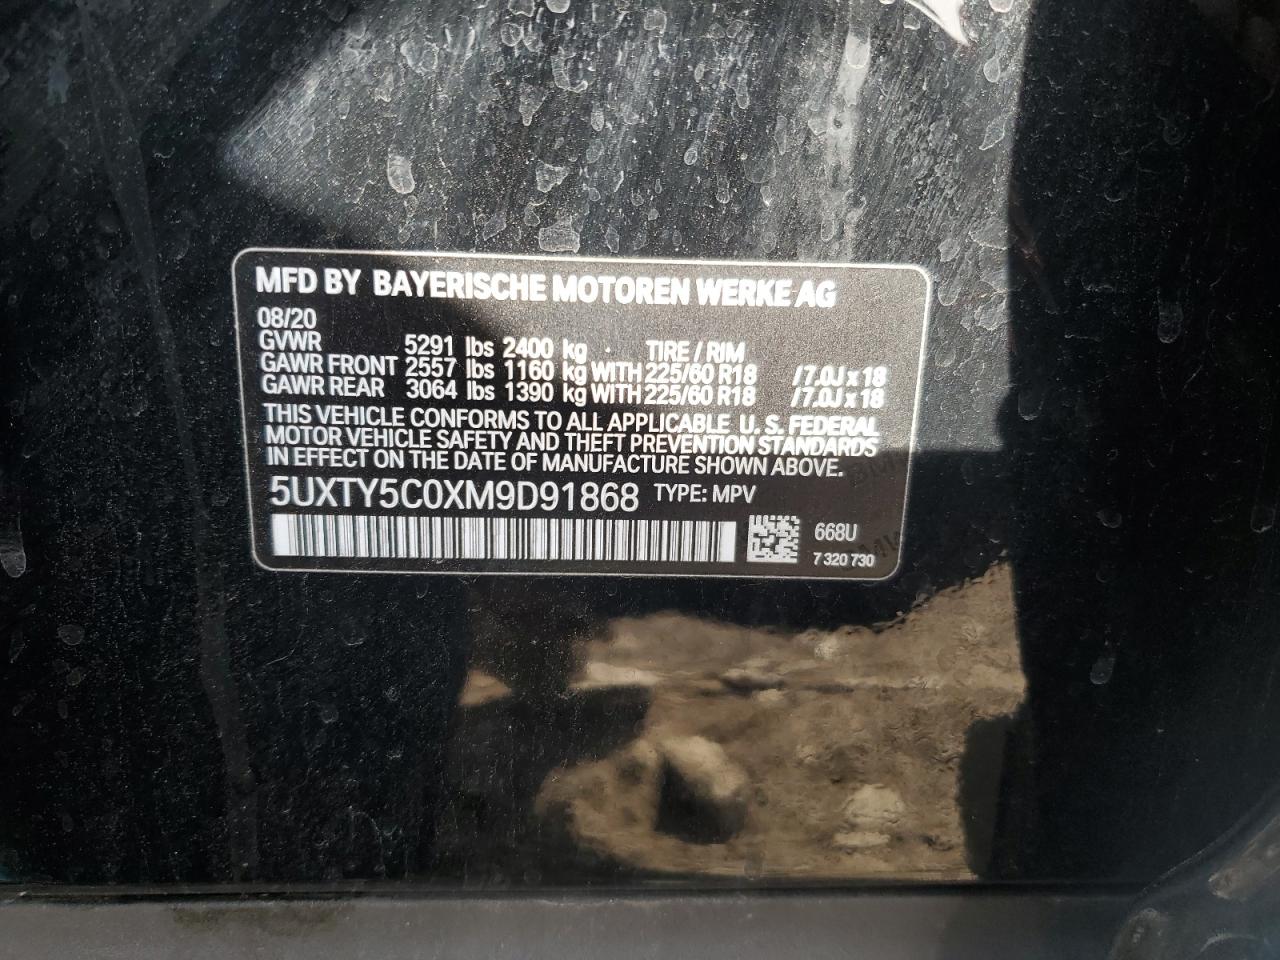 MFD BY BAYERISCHE MOTOREN WERKE AG
08/20
GVWR 5291 lbs 2400 kg TIRE / RIM
GAWR FRONT 2557 lbs 1160 kg WITH 225/60 R18 /7.0J x 18
GAWR REAR 3064 lbs 1390 kg WITH 225/60 R18 /7.0J x 18
THIS VEHICLE CONFORMS TO ALL APPLICABLE U. S. FEDERAL
MOTOR VEHICLE SAFETY AND THEFT PREVENTION STANDARDS
IN EFFECT ON THE DATE OF MANUFACTURE SHOWN ABOVE.
5UXTY5C0XM9D91868 TYPE: MPV
668U
7 320 730